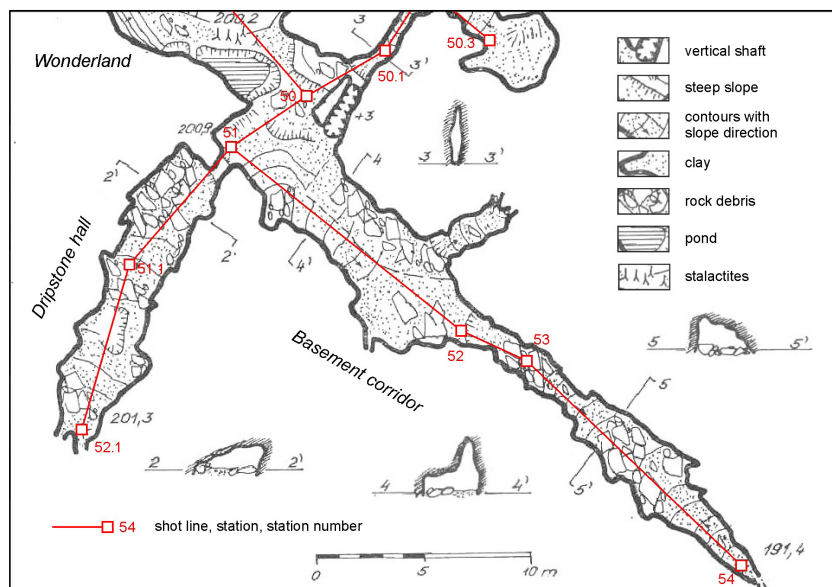 200,2
3
50.3
50.1
3'
Wonderland
50
+3
200,9
51
4
3
3'
2'
2
4'
51.1
Dripstone hall
Basement corridor
52
53
5
5'
5
5'
201,3
52.1
2
2'
4
4'
5'
191,4
54
vertical shaft
steep slope
contours with
slope direction
clay
rock debris
pond
stalactites
54 shot line, station, station number
0 5 10 m